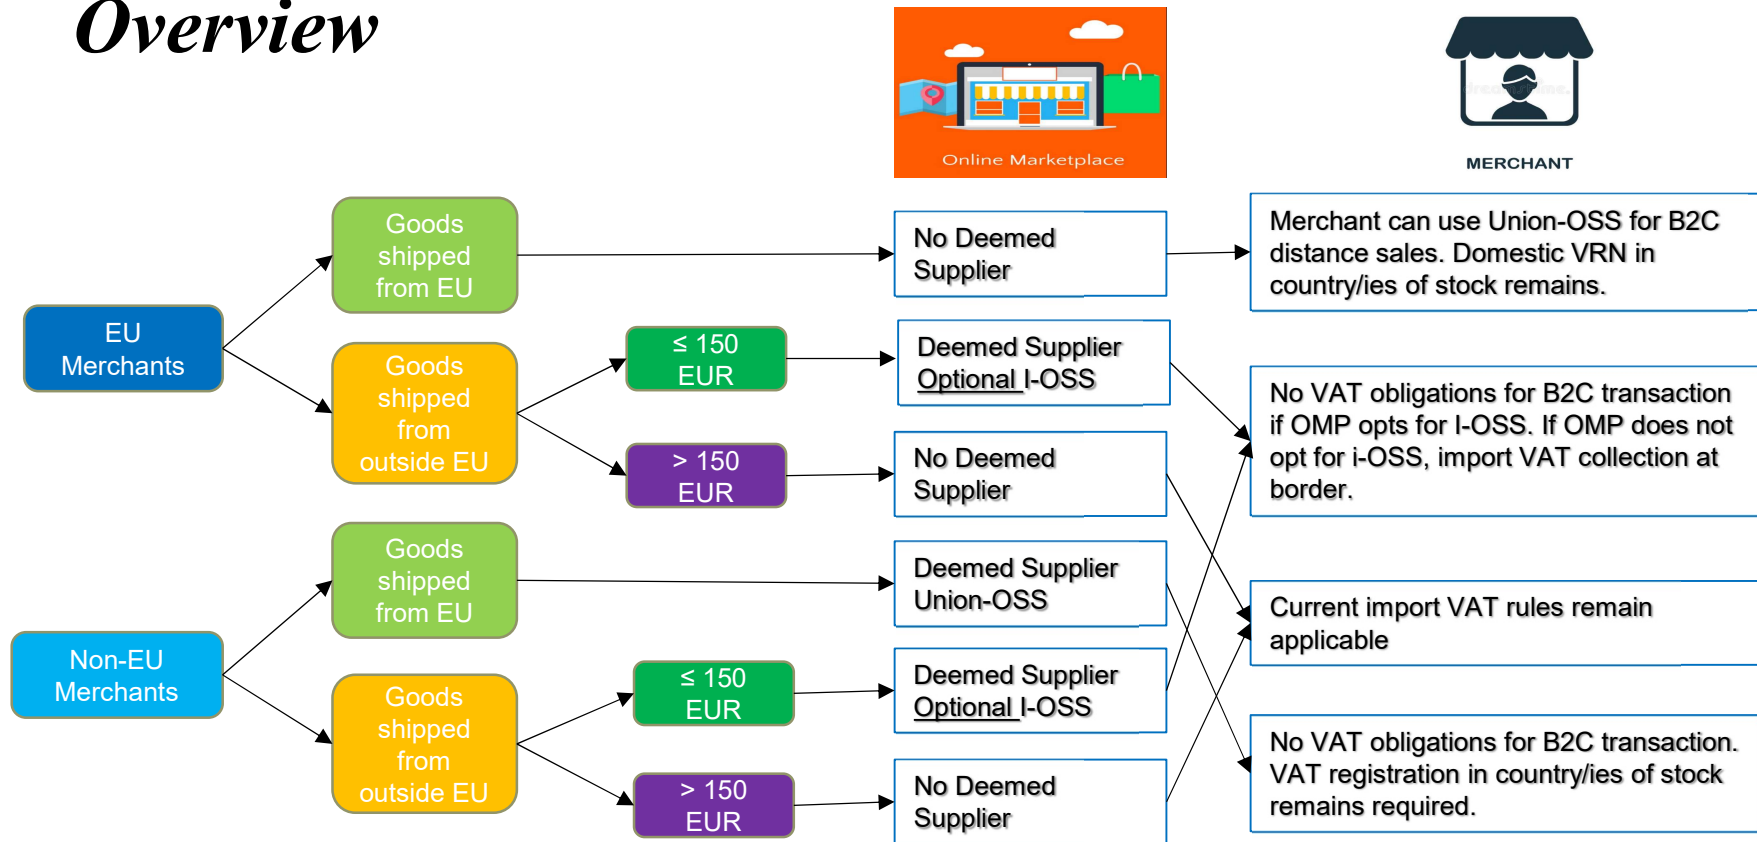 Overview
Online Marketplace
MERCHANT
EU
Merchants
Goods
shipped
from EU
No Deemed
Supplier
Merchant can use Union-OSS for B2C
distance sales. Domestic VRN in
country/ies of stock remains.
Goods
shipped
from
outside EU
≤ 150
EUR
Deemed Supplier
Optional I-OSS
No VAT obligations for B2C transaction
if OMP opts for I-OSS. If OMP does not
opt for i-OSS, import VAT collection at
border.
> 150
EUR
No Deemed
Supplier
Non-EU
Merchants
Goods
shipped
from EU
Deemed Supplier
Union-OSS
Current import VAT rules remain
applicable
Goods
shipped
from
outside EU
≤ 150
EUR
Deemed Supplier
Optional I-OSS
> 150
EUR
No Deemed
Supplier
No VAT obligations for B2C transaction.
VAT registration in country/ies of stock
remains required.